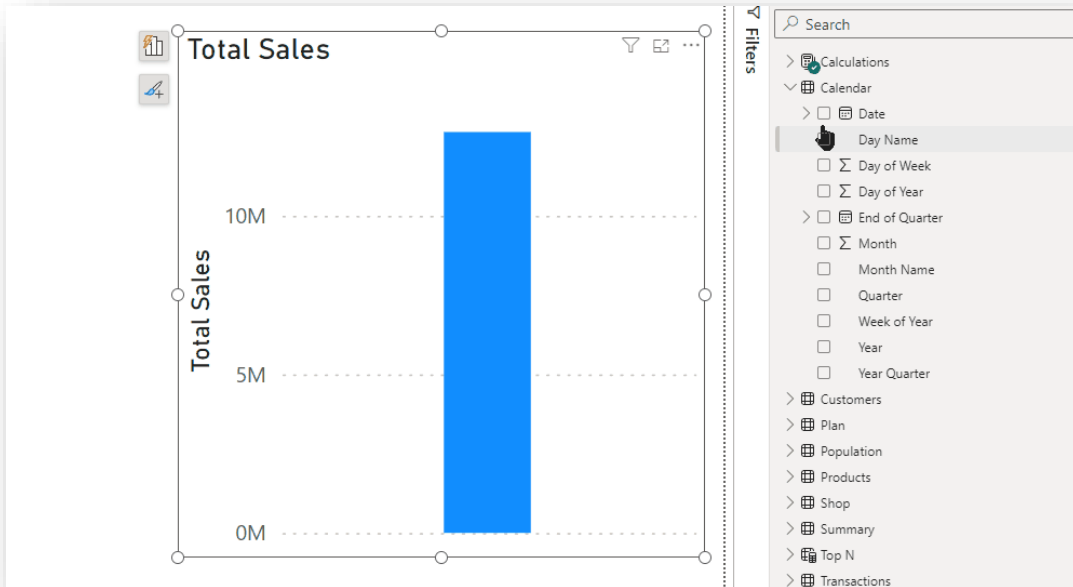 Total Sales
10M
5M
0M
Total Sales
Filters
Search
Calculations
Calendar
Date
Day Name
Day of Week
Day of Year
End of Quarter
Month
Month Name
Quarter
Week of Year
Year
Year Quarter
Customers
Plan
Population
Products
Shop
Summary
Top N
Transactions